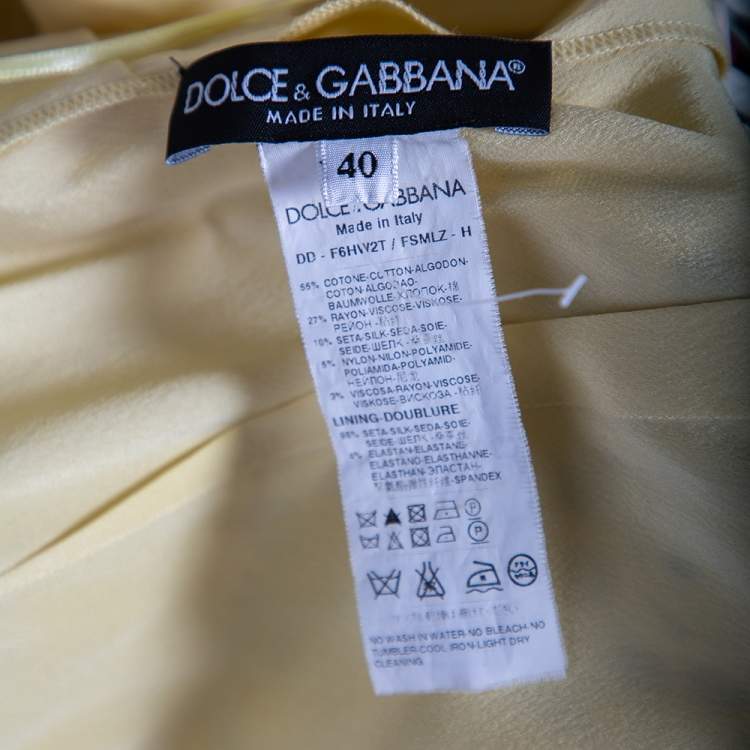 DOLCE & GABBANA®
MADE IN ITALY
40
DOLCE GABBANA
Made in Italy
DD - F6HW2T / FSMLZ - H
55% COTONE-COTTON-ALGODON-
COTON-ALGODAO-
BAUMWOLLE-ХЛОПОК-棉
27% RAYON-VISCOSE-VISKOSE-
РЕЙОН
10% SETA-SILK-SEDA-SOIE-
SEIDE-ШЕЛК
5% NYLON-NILON-POLYAMIDE-
POLIAMIDA-POLYAMID-
НЕЙЛОН
3% VISCOSA-RAYON-VISCOSE-
VISKOSE-ВИСКОЗА
LINING-DOUBLURE
SETA-SILK-SEDA-SOIE-
SEIDE-ШЕЛК
ELASTAN-ELASTANE-
ELASTANO-ELASTHANNE-
ELASTHAN-ЭЛАСТАН-
-SPANDEX
P
P
NO WASH IN WATER-NO BLEACH-NO
TUMBLER-COOL IRON-LIGHT DRY
CLEANING